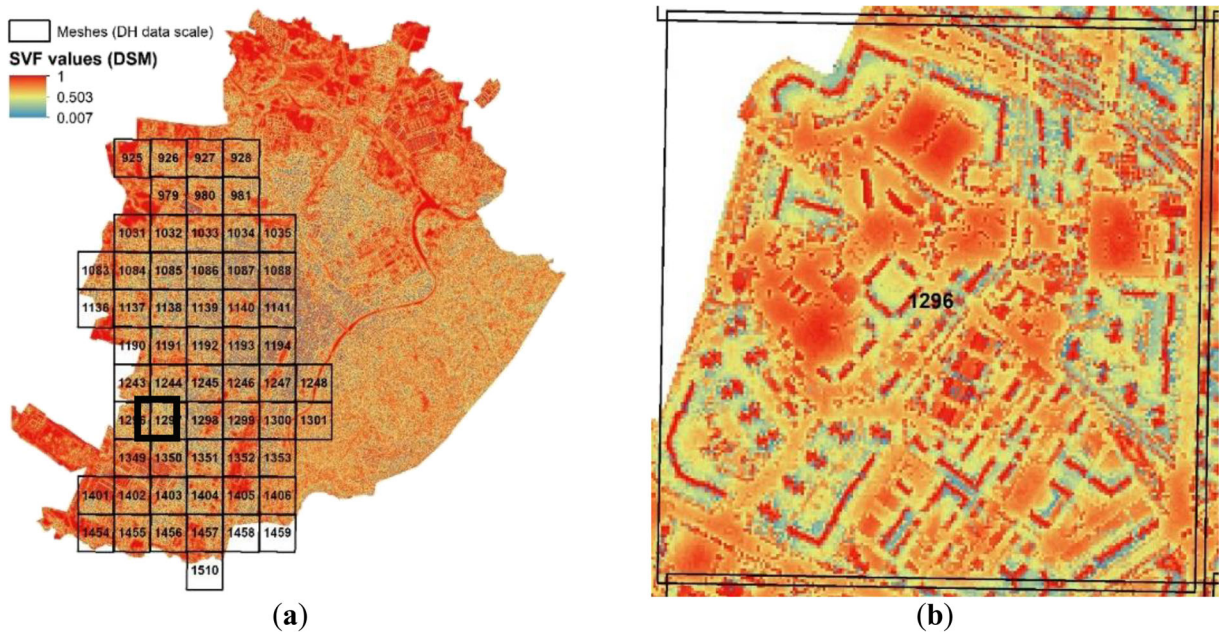 Meshes (DH data scale)
SVF values (DSM)
1
0.503
0.007
925 926 927 928
979 980 981
1031 1032 1033 1034 1035
1083 1084 1085 1086 1087 1088
1136 1137 1138 1139 1140 1141
1190 1191 1192 1193 1194
1243 1244 1245 1246 1247 1248
1298 1299 1300 1301
1349 1350 1351 1352 1353
1401 1402 1403 1404 1405 1406
1454 1455 1456 1457 1458 1459
1510
(a)
1296
(b)